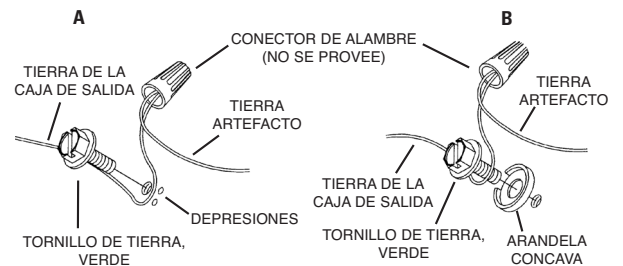 A
B
CONECTOR DE ALAMBRE
(NO SE PROVEE)
TIERRA DE LA
CAJA DE SALIDA
TIERRA
ARTEFACTO
TIERRA
ARTEFACTO
DEPRESIONES
TIERRA DE LA
CAJA DE SALIDA
TORNILLO DE TIERRA,
VERDE
TORNILLO DE TIERRA,
VERDE
ARANDELA
CONCAVA